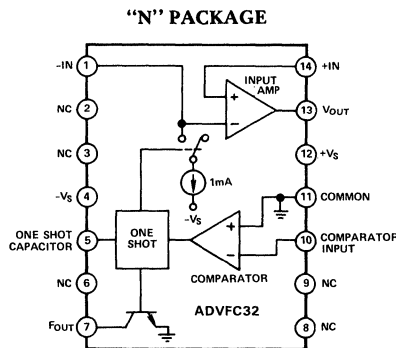 “N” PACKAGE
-IN 1
14 +IN
INPUT
AMP
+
−
NC 2
13 VOUT
NC 3
12 +VS
1mA
-VS 4
-VS
11 COMMON
ONE SHOT
CAPACITOR 5
ONE
SHOT
+
−
10 COMPARATOR
INPUT
COMPARATOR
NC 6
9 NC
ADVFC32
FOUT 7
8 NC